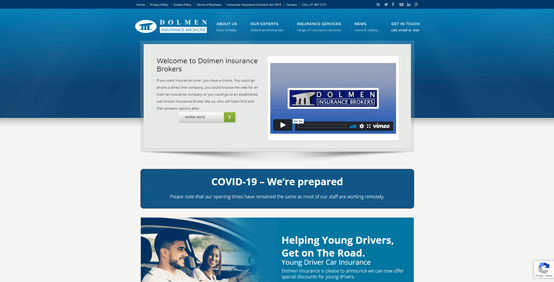 Home Privacy Policy Cookie Policy Terms of Business Consumer Insurance Contracts Act 2019 Careers CALL: 01 867 2121
DOLMEN
INSURANCE BROKERS
ABOUT US
here to help
OUR EXPERTS
skilled professionals
INSURANCE SERVICES
range of insurance services
NEWS
news & videos
GET IN TOUCH
call, email or visit
Welcome to Dolmen Insurance
Brokers
If you want insurance cover, you have a choice. You could go
phone a direct line company, you could browse the web for an
internet insurance company or you could go to an established,
well known Insurance Broker like us, who will listen first and
then present options after.
MORE INFO
DOLMEN
INSURANCE BROKERS
vimeo
COVID-19 – We're prepared
Please note that our opening times have remained the same as most of our staff are working remotely.
Helping Young Drivers,
Get on The Road.
Young Driver Car Insurance
Dolmen Insurance is please to announce we can now offer
special discounts for young drivers.
Privacy - Terms